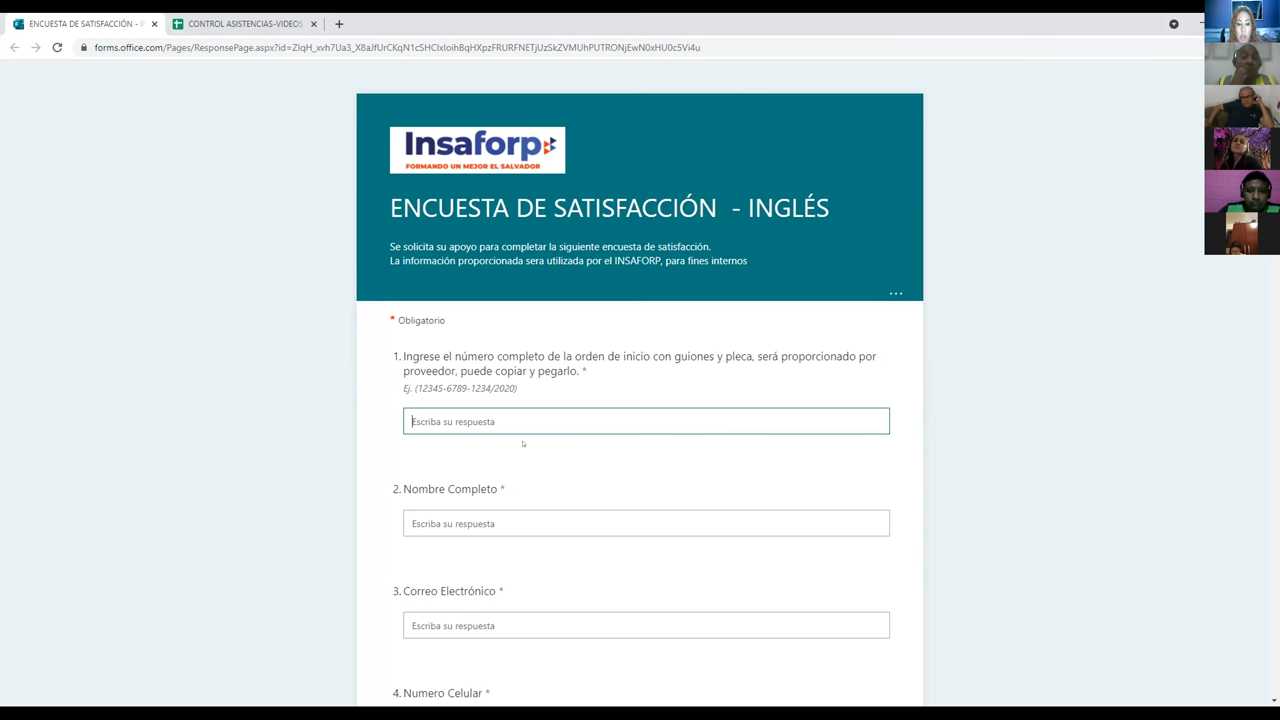 ENCUESTA DE SATISFACCIÓN - I
CONTROL ASISTENCIAS-VIDEOS
forms.office.com/Pages/ResponsePage.aspx?id=
Insaforp
FORMANDO UN MEJOR EL SALVADOR
ENCUESTA DE SATISFACCIÓN - INGLÉS
Se solicita su apoyo para completar la siguiente encuesta de satisfacción.
La información proporcionada sera utilizada por el INSAFORP, para fines internos
...
* Obligatorio
1. Ingrese el número completo de la orden de inicio con guiones y pleca, será proporcionado por
proveedor, puede copiar y pegarlo. *
Ej. (12345-6789-1234/2020)
Escriba su respuesta
2. Nombre Completo *
Escriba su respuesta
3. Correo Electrónico *
Escriba su respuesta
4. Numero Celular *